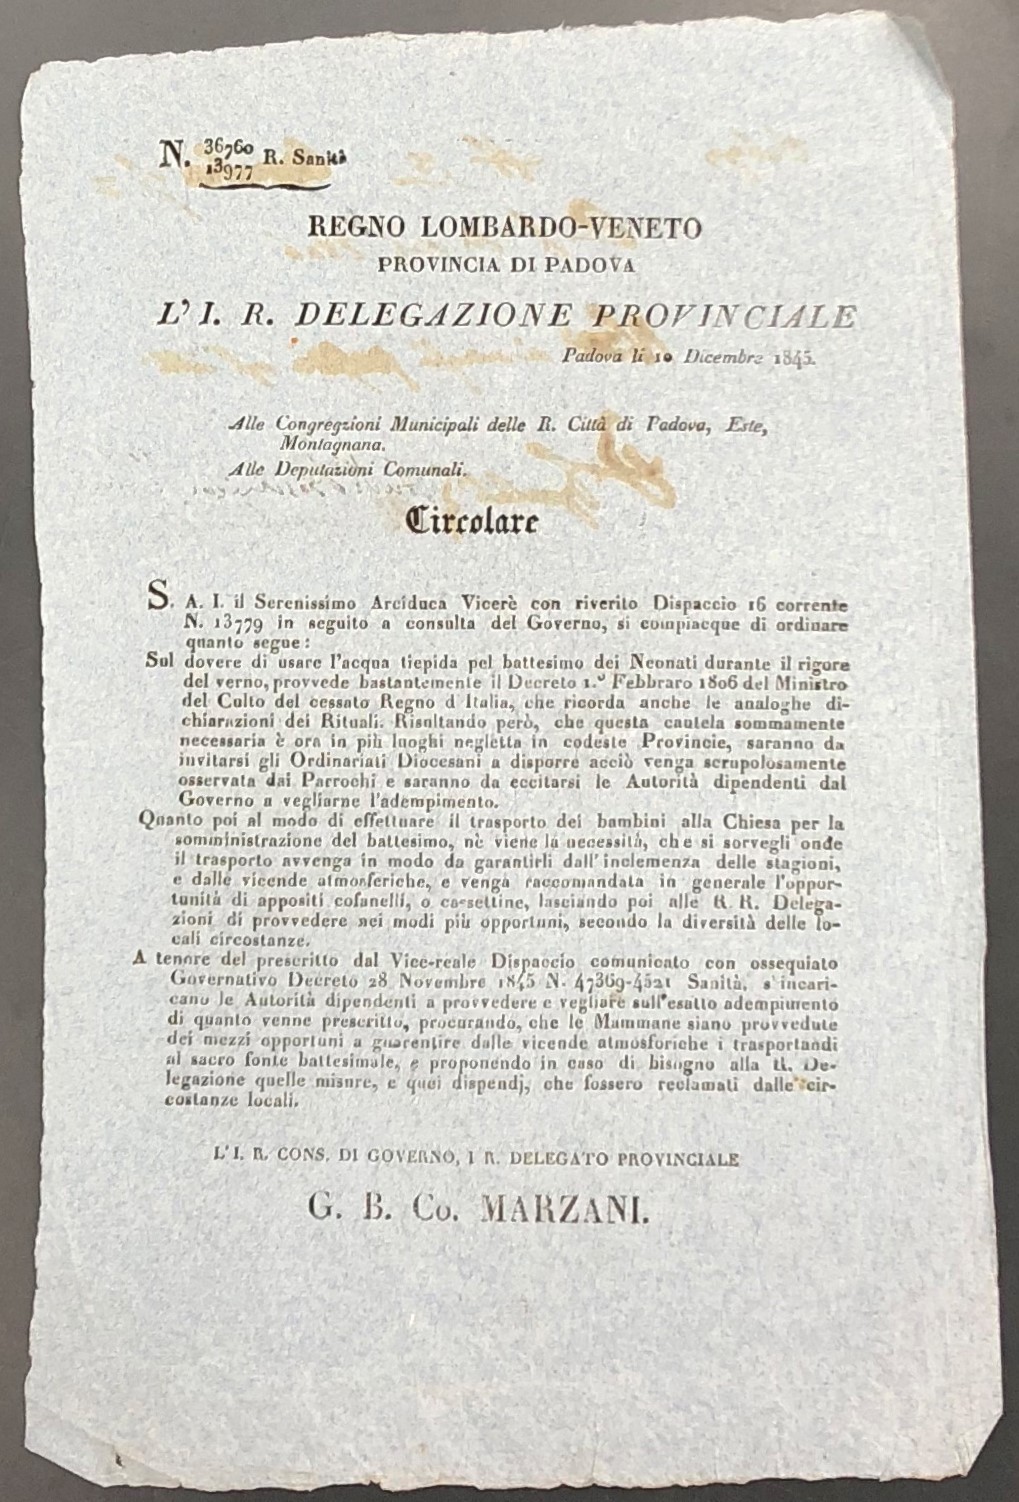 N. 36760
13977 R. Sanità
REGNO LOMBARDO-VENETO
PROVINCIA DI PADOVA
L' I. R. DELEGAZIONE PROVINCIALE
Padova li 10 Dicembre 1845.
Alle Congregzioni Municipali delle R. Città di Padova, Este,
Montagnana.
Alle Deputazioni Comunali.
Circolare
S. A. I. il Serenissimo Arciduca Vicerè con riverito Dispaccio 16 corrente
N. 13779 in seguito a consulta del Governo, si compiacque di ordinare
quanto segue:
Sul dovere di usare l'acqua tiepida pel battesimo dei Neonati durante il rigore
del verno, provvede bastantemente il Decreto 1.º Febbraro 1806 del Ministro
del Culto del cessato Regno d'Italia, che ricorda anche le analoghe di-
chiarazioni dei Rituali. Risultando però, che questa cautela sommamente
necessaria è ora in più luoghi negletta in codeste Provincie, saranno da
invitarsi gli Ordinariati Diocesani a disporre acciò venga scrupolosamente
osservata dai Parrochi e saranno da eccitarsi le Autorità dipendenti dal
Governo a vegliarne l'adempimento.
Quanto poi al modo di effettuare il trasporto dei bambini alla Chiesa per la
somministrazione del battesimo, nè viene la necessità, che si sorvegli onde
il trasporto avvenga in modo da garantirli dall'inclemenza delle stagioni,
e dalle vicende atmosferiche, e venga raccomandata in generale l'oppor-
tunità di appositi cofanelli, o cassettine, lasciando poi alle R. R. Delega-
zioni di provvedere nei modi più opportuni, secondo la diversità delle lo-
cali circostanze.
A tenore del prescritto dal Vice-reale Dispaccio comunicato con ossequiato
Governativo Decreto 28 Novembre 1845 N. 47369-4521 Sanità, s'incari-
cano le Autorità dipendenti a provvedere e vegliare sull'esatto adempimento
di quanto venne prescritto, procurando, che le Mammane siano provvedute
dei mezzi opportuni a guarentire dalle vicende atmosferiche i trasportandi
al sacro fonte battesimale, e proponendo in caso di bisogno alla R. De-
legazione quelle misure, e quei dispendj, che fossero reclamati dalle cir-
costanze locali.
L' I. R. CONS. DI GOVERNO, I R. DELEGATO PROVINCIALE
G. B. Co. MARZANI.